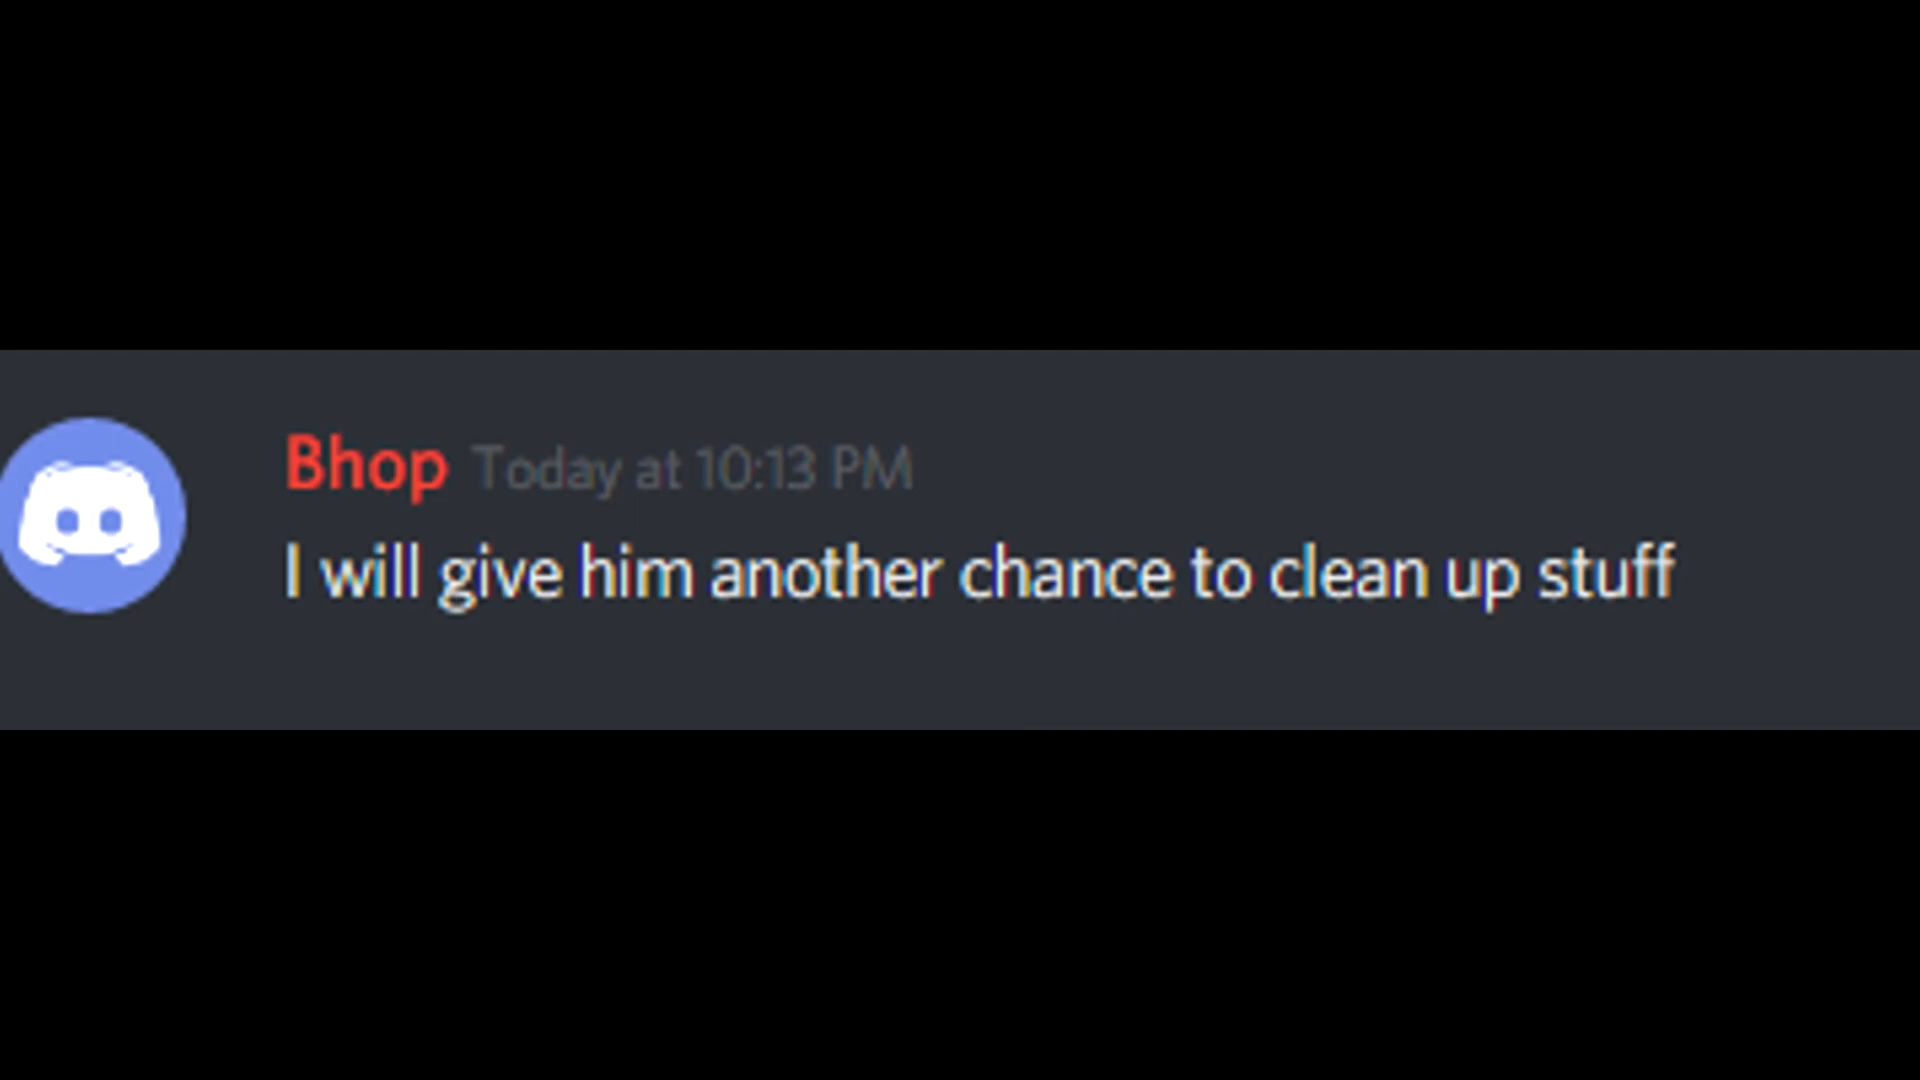 Bhop Today at 10:13 PM
I will give him another chance to clean up stuff